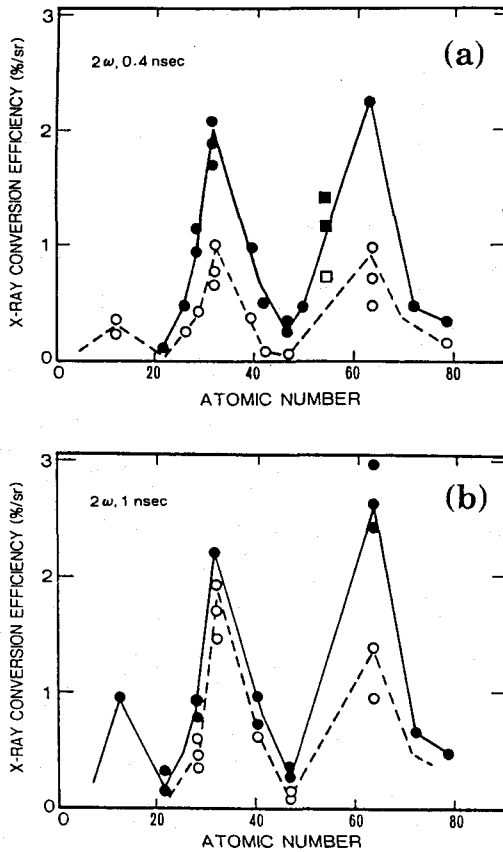 X-RAY CONVERSION EFFICIENCY (%/sr)
3
2
1
0
2ω, 0.4 nsec
(a)
0 20 40 60 80
ATOMIC NUMBER
X-RAY CONVERSION EFFICIENCY (%/sr)
3
2
1
0
2ω, 1 nsec
(b)
0 20 40 60 80
ATOMIC NUMBER